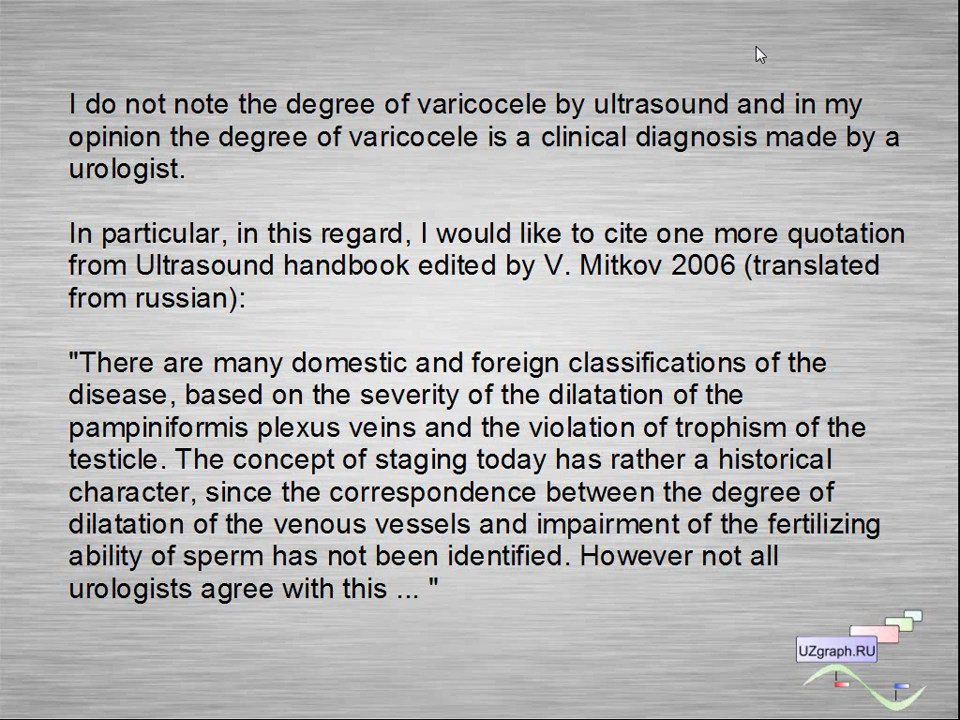 I do not note the degree of varicocele by ultrasound and in my
opinion the degree of varicocele is a clinical diagnosis made by a
urologist.
In particular, in this regard, I would like to cite one more quotation
from Ultrasound handbook edited by V. Mitkov 2006 (translated
from russian):
"There are many domestic and foreign classifications of the
disease, based on the severity of the dilatation of the
pampiniformis plexus veins and the violation of trophism of the
testicle. The concept of staging today has rather a historical
character, since the correspondence between the degree of
dilatation of the venous vessels and impairment of the fertilizing
ability of sperm has not been identified. However not all
urologists agree with this ... "
UZgraph.RU